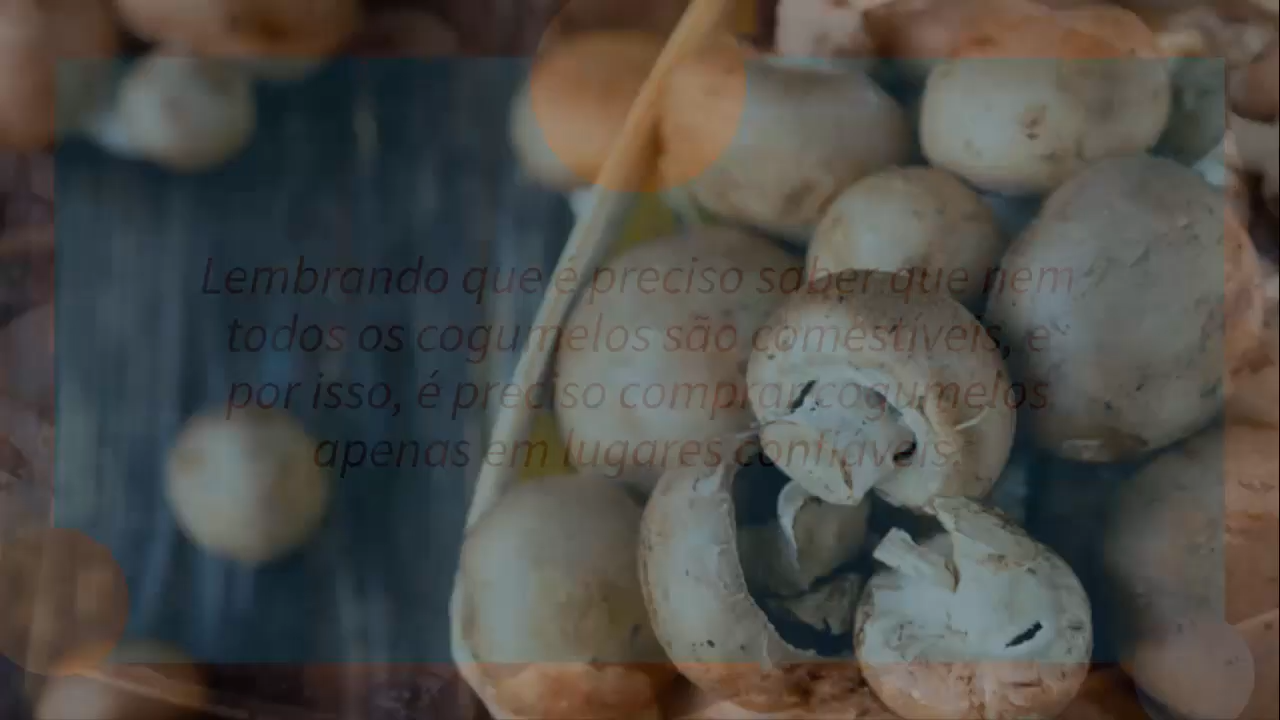 Lembrando que é preciso saber que nem
todos os cogumelos são comestíveis, e
por isso, é preciso comprar cogumelos
apenas em lugares confiáveis.